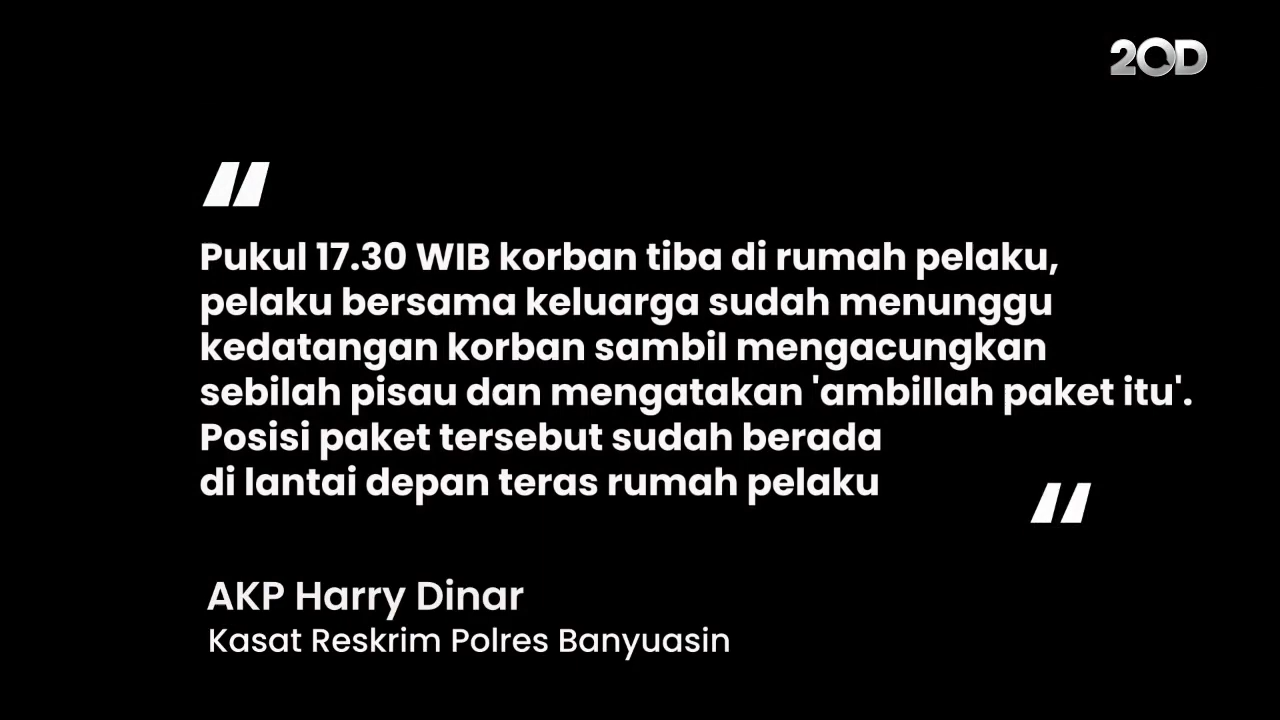 20D
"
Pukul 17.30 WIB korban tiba di rumah pelaku,
pelaku bersama keluarga sudah menunggu
kedatangan korban sambil mengacungkan
sebilah pisau dan mengatakan 'ambillah paket itu'.
Posisi paket tersebut sudah berada
di lantai depan teras rumah pelaku
"
AKP Harry Dinar
Kasat Reskrim Polres Banyuasin